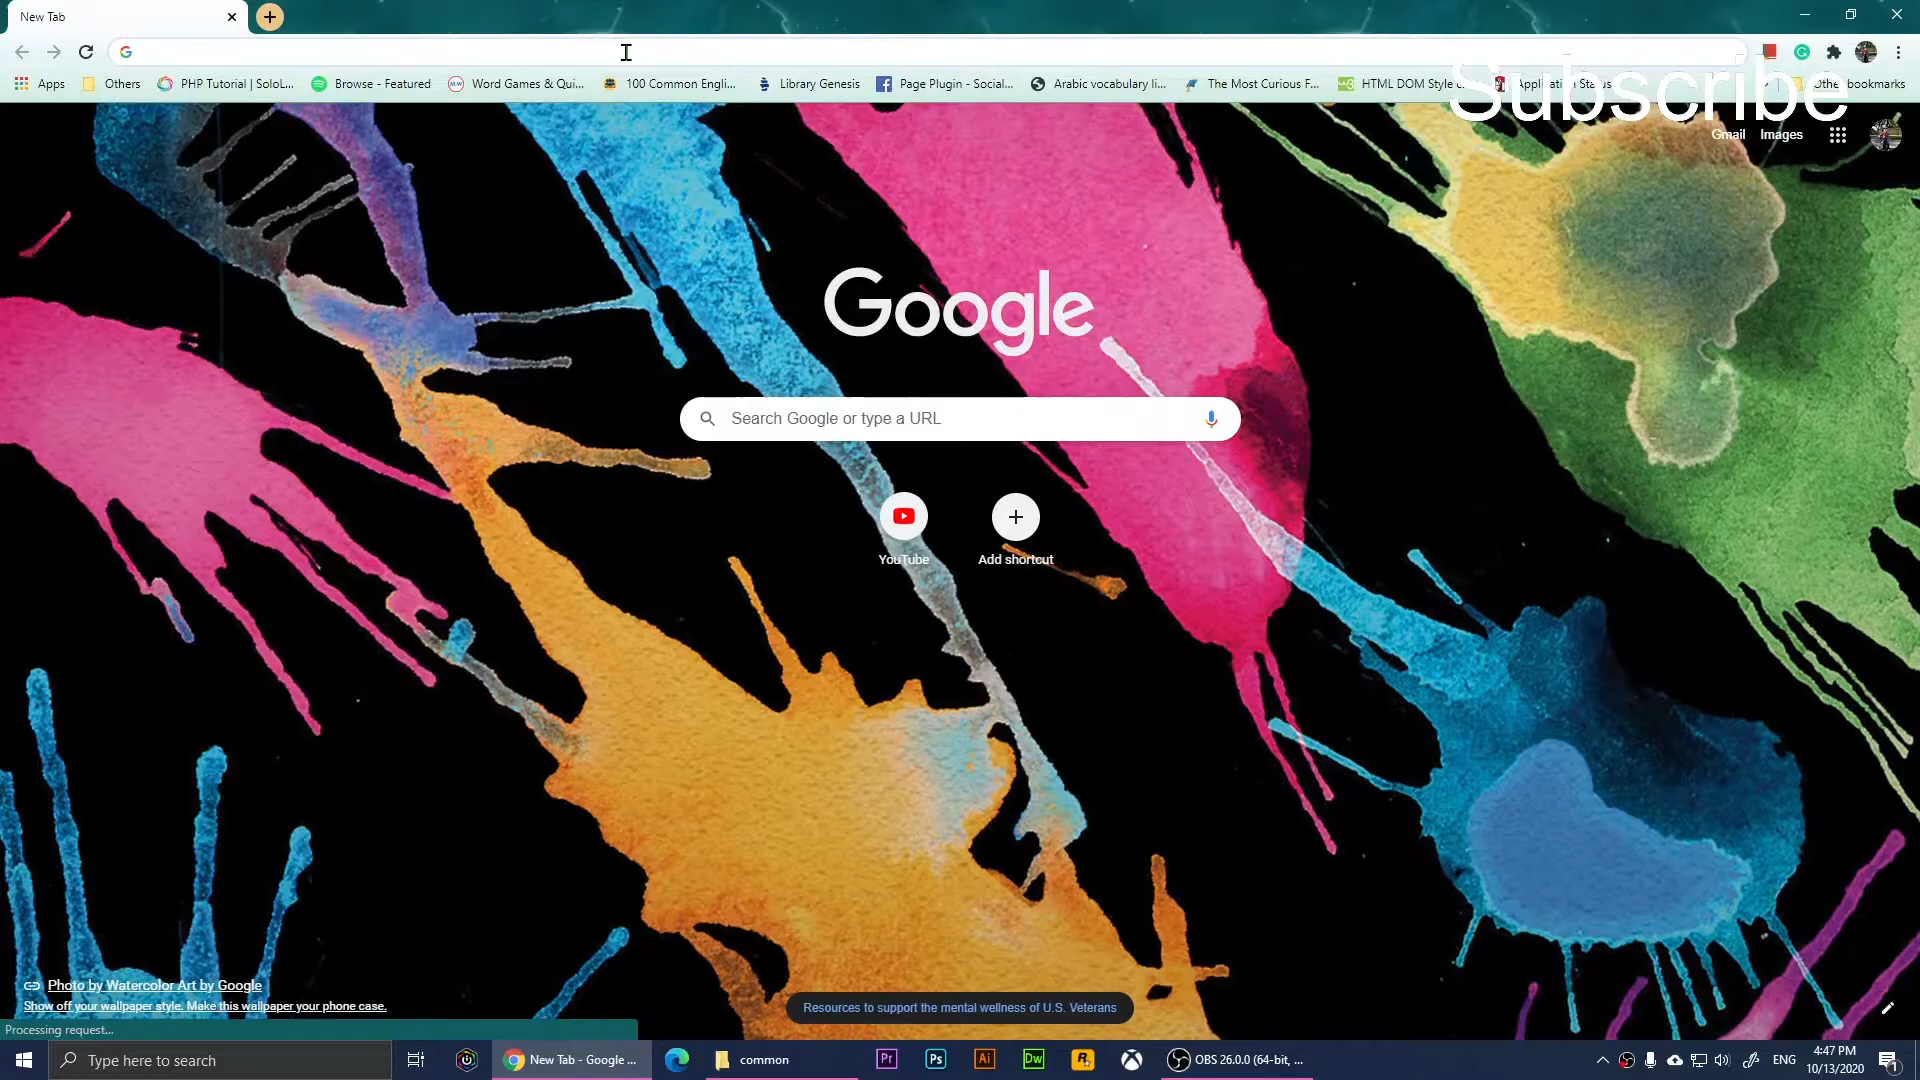 New Tab
Apps
Others
PHP Tutorial | SoloL...
Browse - Featured
Word Games & Qui...
100 Common Engli...
Library Genesis
Page Plugin - Social...
Arabic vocabulary li...
The Most Curious F...
HTML DOM Style
Application Status
Other bookmarks
Subscribe
Gmail
Images
Google
Search Google or type a URL
YouTube
Add shortcut
Photo by Watercolor Art by Google
Show off your wallpaper style. Make this wallpaper your phone case.
Resources to support the mental wellness of U.S. Veterans
Processing request...
Type here to search
New Tab - Google ...
common
Pr
Ps
Ai
Dw
R
OBS 26.0.0 (64-bit, ...
ENG
4:47 PM
10/13/2020
1